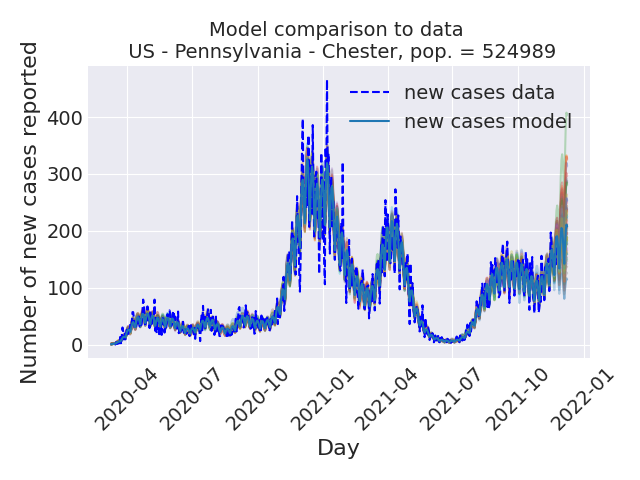 Model comparison to data
US - Pennsylvania - Chester, pop. = 524989
Number of new cases reported
400
300
200
100
0
new cases data
new cases model
2020-04
2020-07
2020-10
2021-01
2021-04
2021-07
2021-10
2022-01
Day